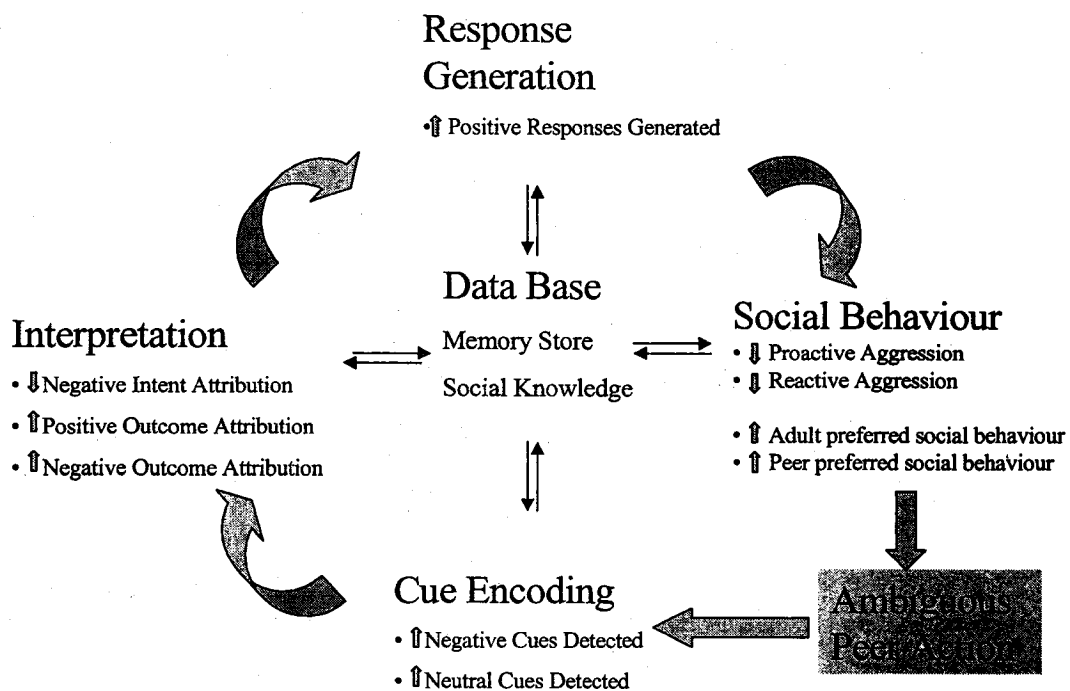 Response
Generation
•⇧ Positive Responses Generated
Data Base
Memory Store
Social Knowledge
Interpretation
• ⇩Negative Intent Attribution
• ⇧Positive Outcome Attribution
• ⇧Negative Outcome Attribution
Social Behaviour
• ⇩ Proactive Aggression
• ⇩ Reactive Aggression
• ⇧ Adult preferred social behaviour
• ⇧ Peer preferred social behaviour
Cue Encoding
• ⇧Negative Cues Detected
• ⇧Neutral Cues Detected
Ambiguous
Peer Action